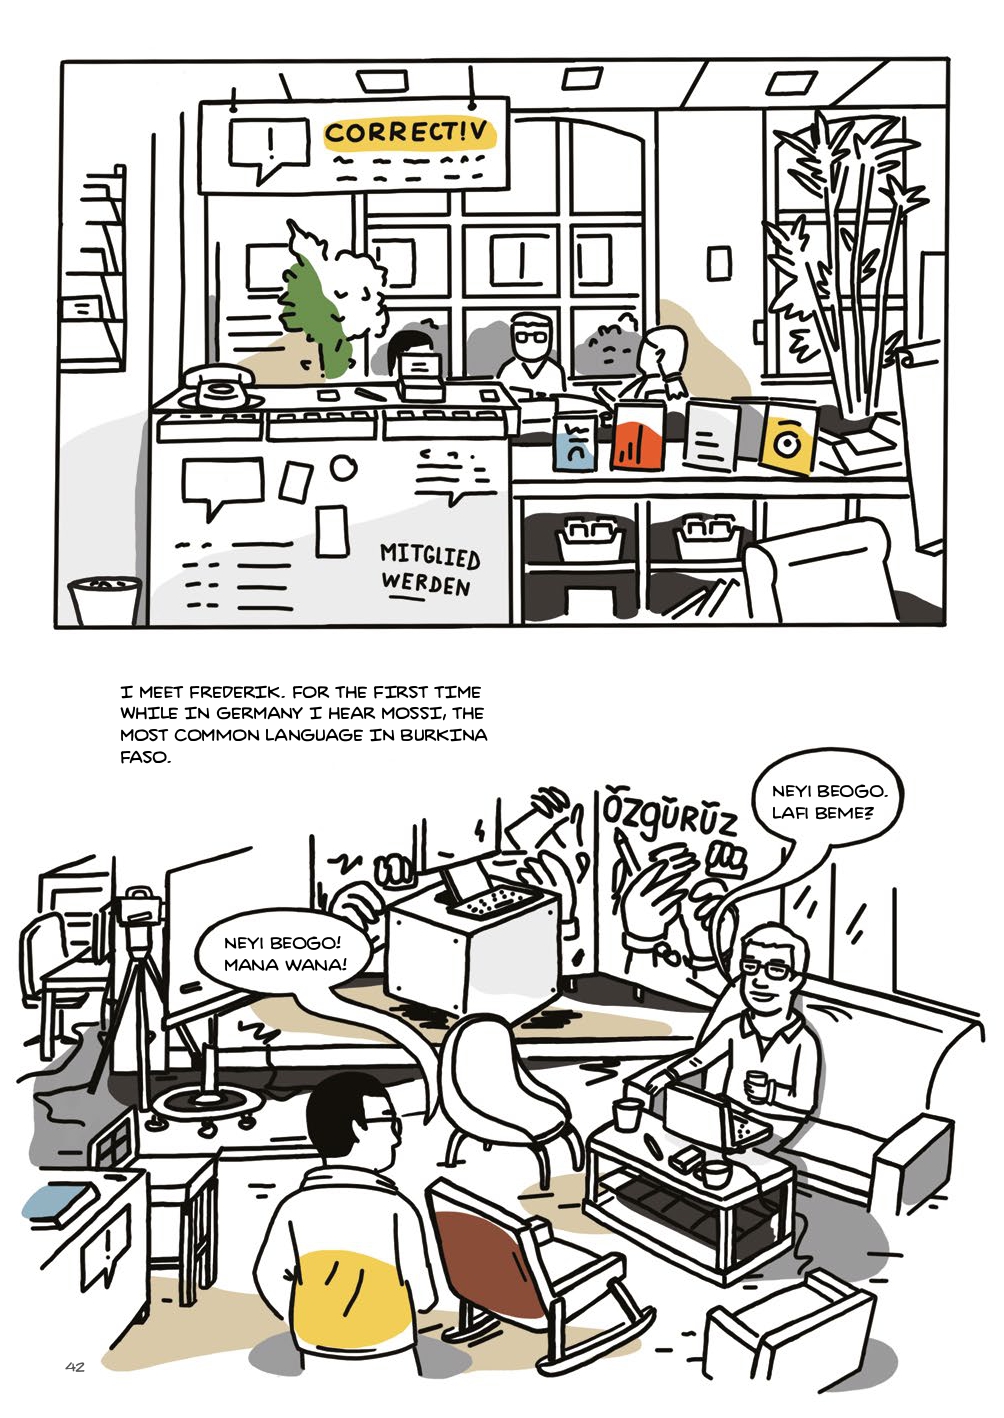 CORRECT!V
MITGLIED
WERDEN
I MEET FREDERIK. FOR THE FIRST TIME
WHILE IN GERMANY I HEAR MOSSI, THE
MOST COMMON LANGUAGE IN BURKINA
FASO.
ŎZGŬRŬZ
NEYI BEOGO.
LAFI BEME?
NEYI BEOGO!
MANA WANA!
42